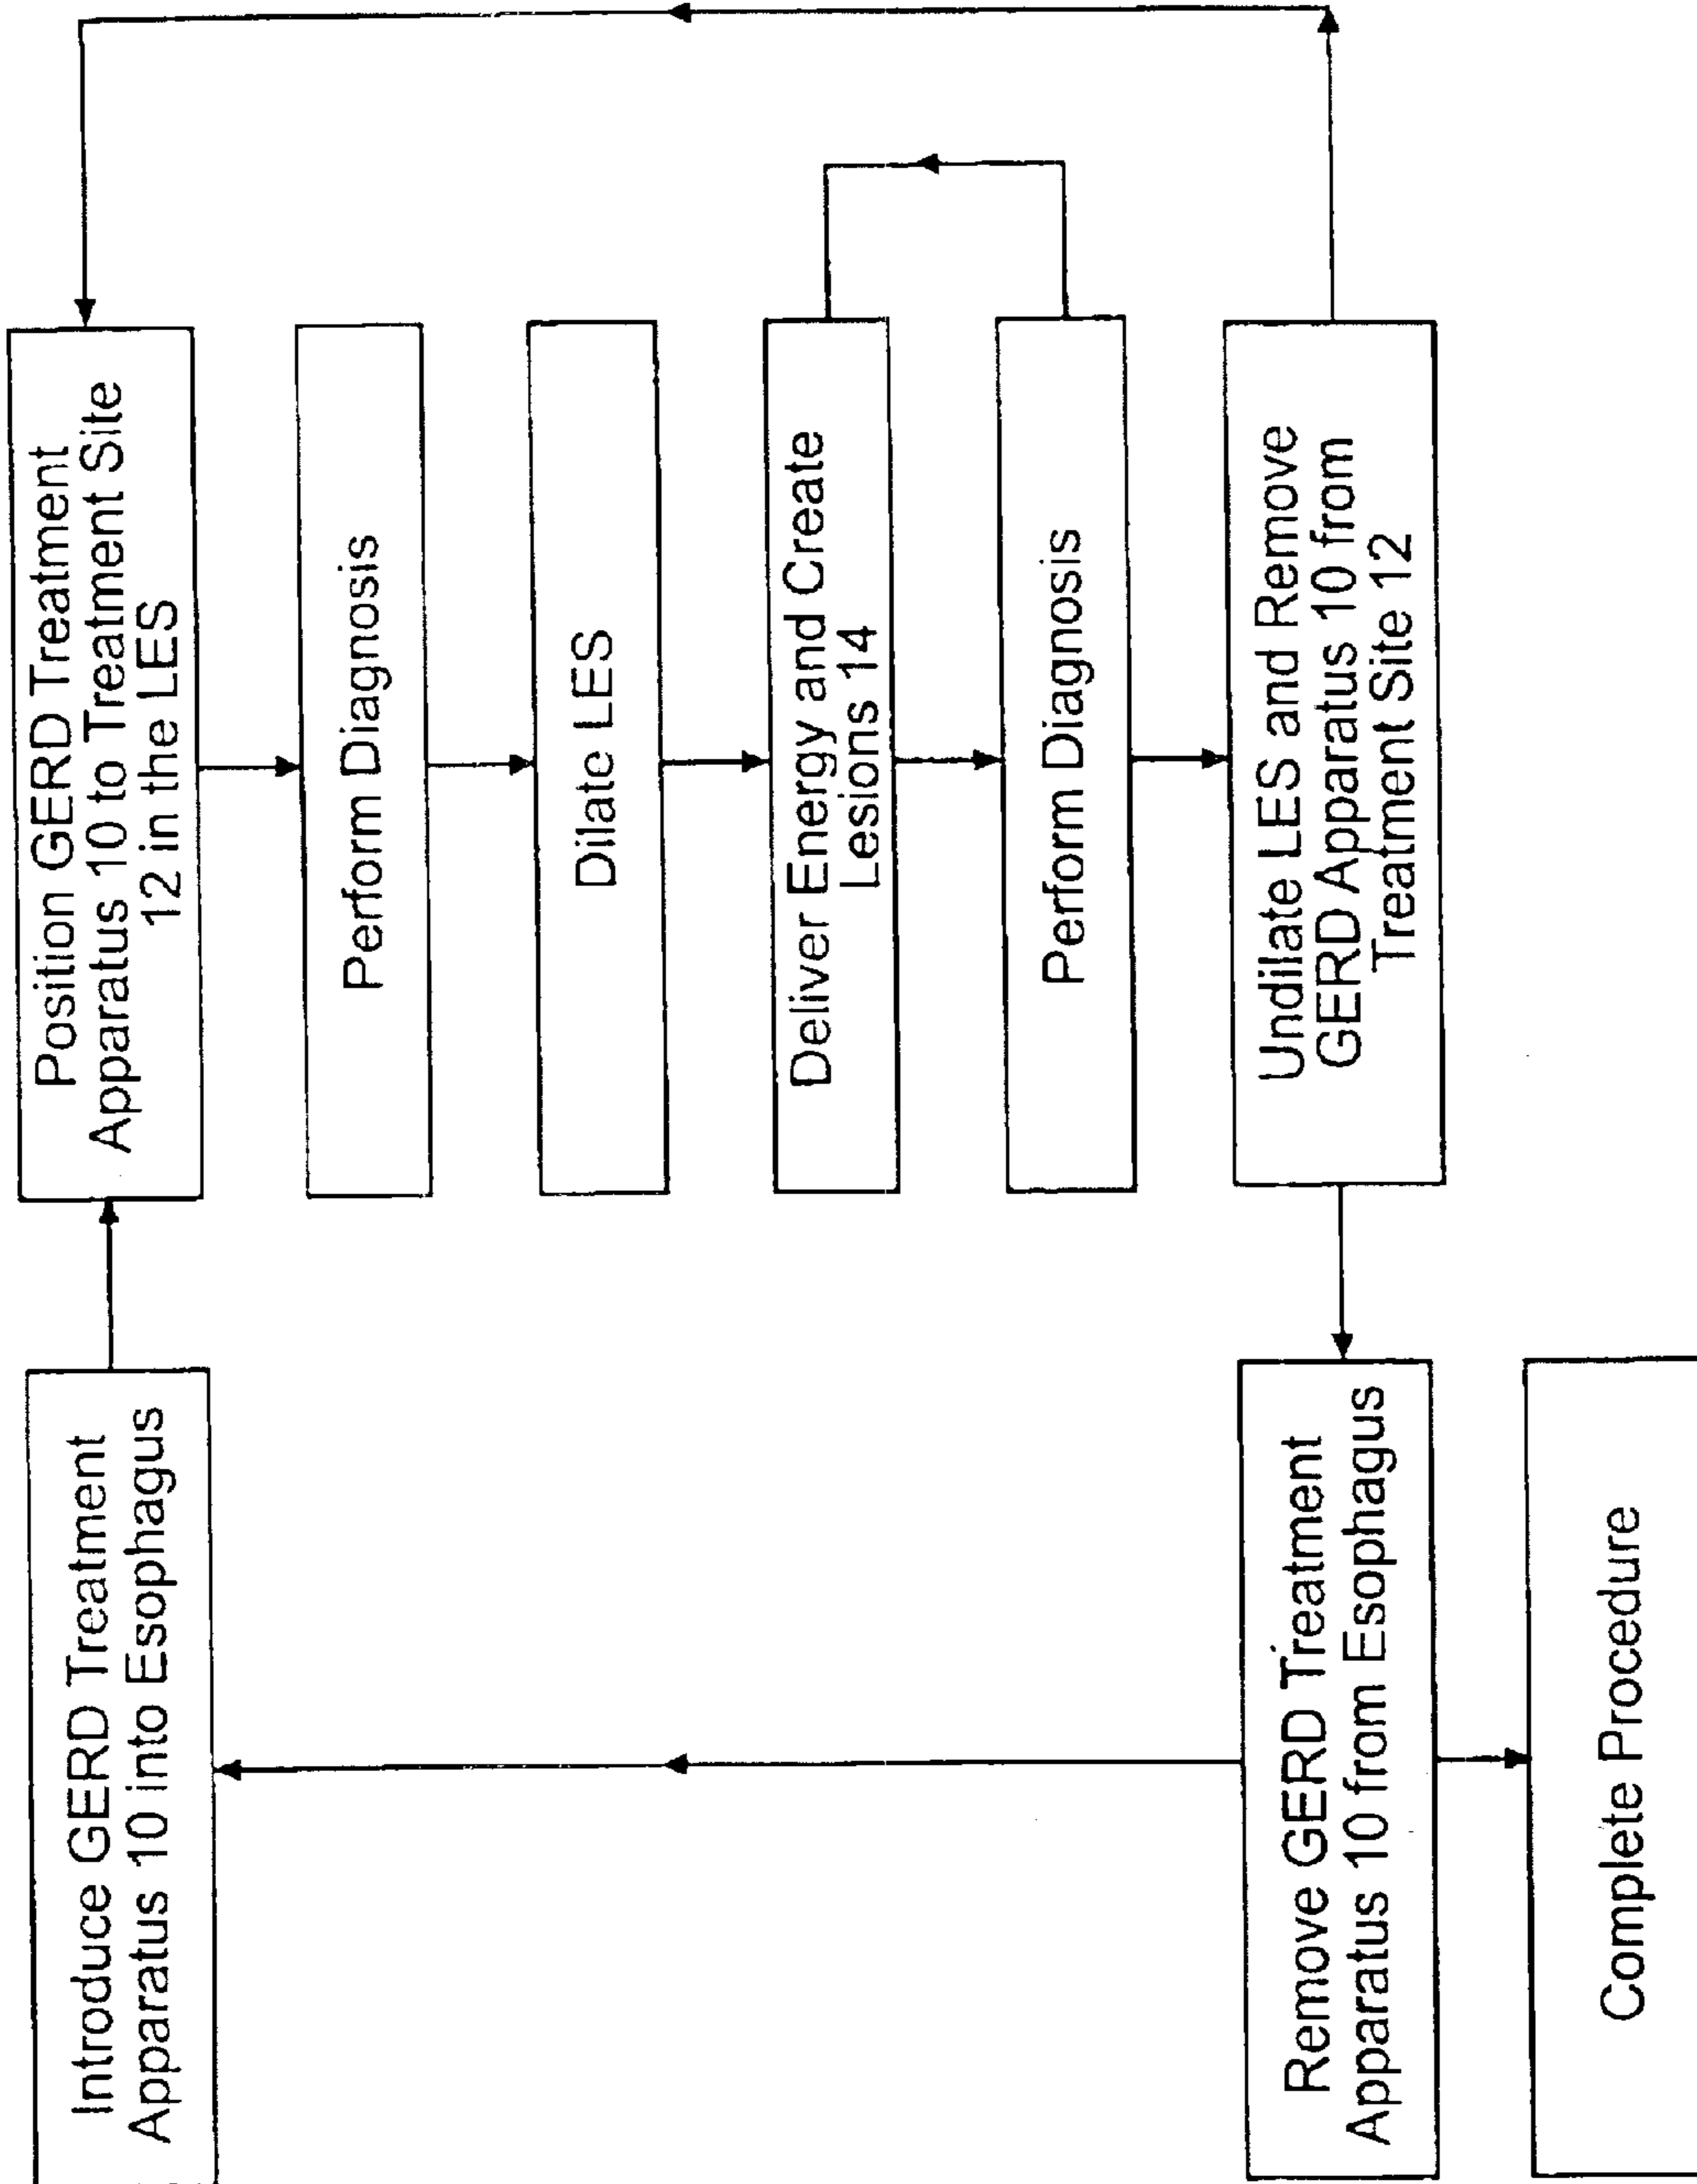 Introduce GERD Treatment
Apparatus 10 into Esophagus
Position GERD Treatment
Apparatus 10 to Treatment Site
12 in the LES
Perform Diagnosis
Dilate LES
Deliver Energy and Create
Lesions 14
Perform Diagnosis
Undilate LES and Remove
GERD Apparatus 10 from
Treatment Site 12
Remove GERD Treatment
Apparatus 10 from Esophagus
Complete Procedure